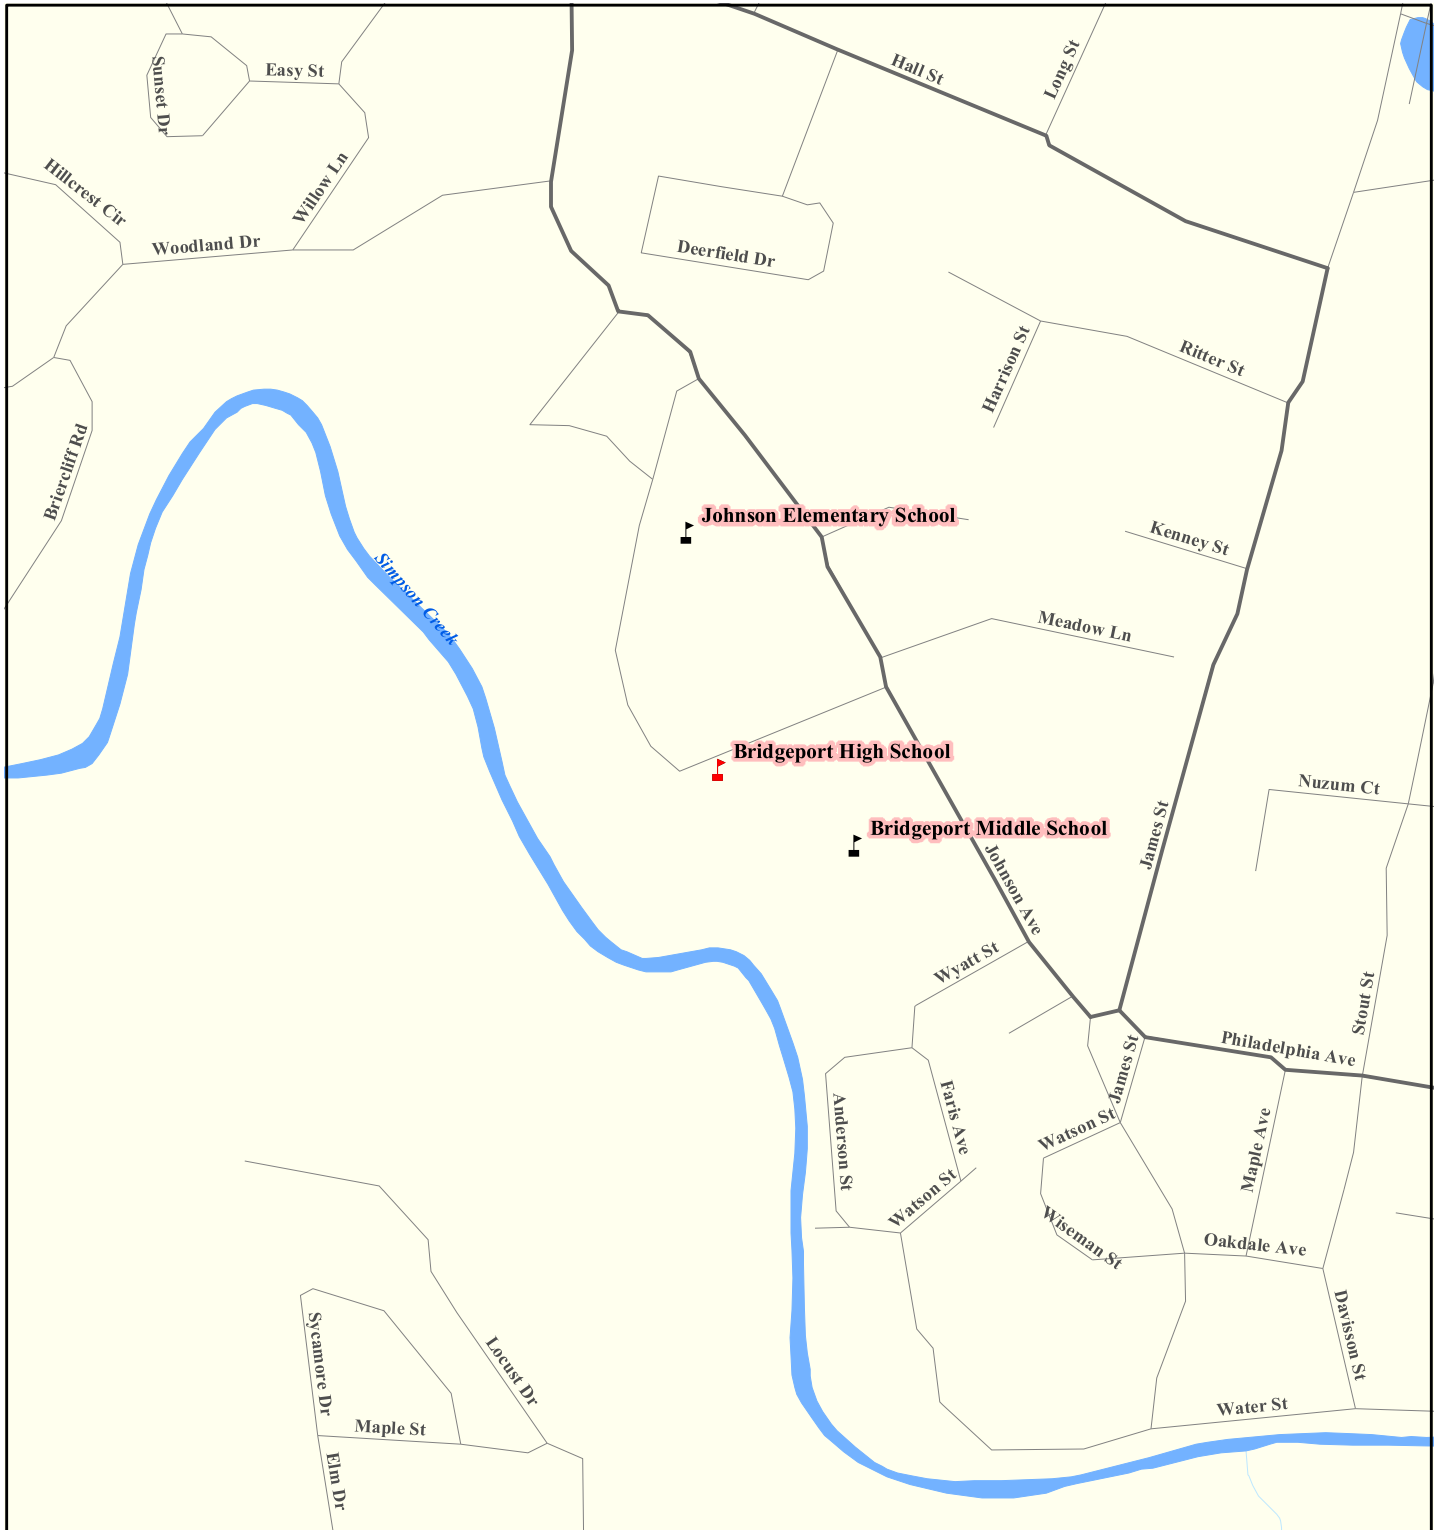 Hall St
Long St
Easy St
Sunset Dr
Hillcrest Cir
Willow Ln
Woodland Dr
Deerfield Dr
Harrison St
Ritter St
Briercliff Rd
Johnson Elementary School
Kenney St
Simpson Creek
Meadow Ln
Bridgeport High School
Nuzum Ct
Bridgeport Middle School
James St
Johnson Ave
Wyatt St
Stout St
Philadelphia Ave
James St
Faris Ave
Anderson St
Watson St
Maple Ave
Watson St
Wiseman St
Oakdale Ave
Davisson St
Sycamore Dr
Locust Dr
Water St
Maple St
Elm Dr